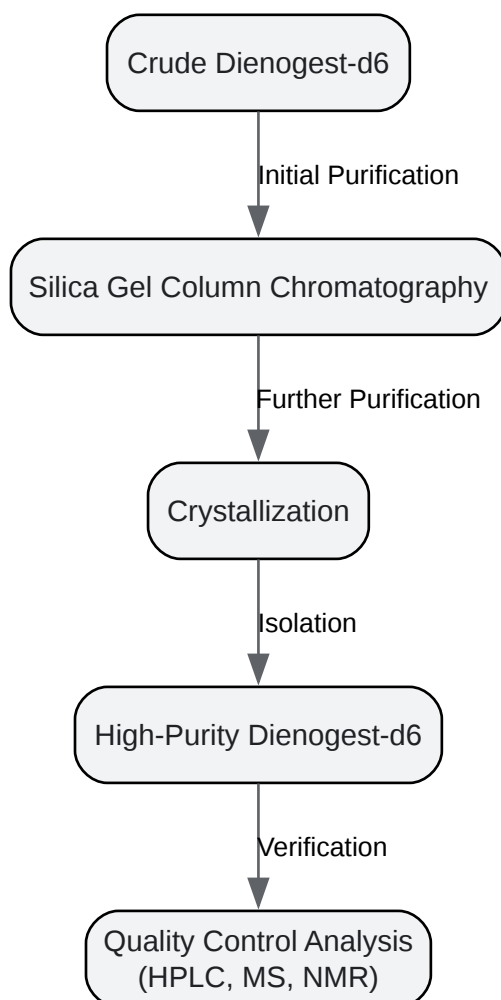 Crude Dienogest-d6
Initial Purification
Silica Gel Column Chromatography
Further Purification
Crystallization
Isolation
High-Purity Dienogest-d6
Verification
Quality Control Analysis
(HPLC, MS, NMR)